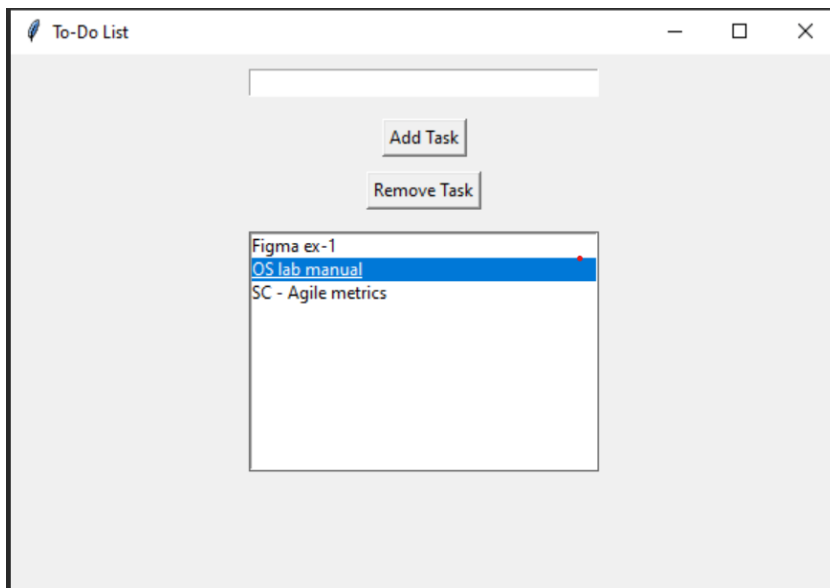 To-Do List
Add Task
Remove Task
Figma ex-1
OS lab manual
SC - Agile metrics